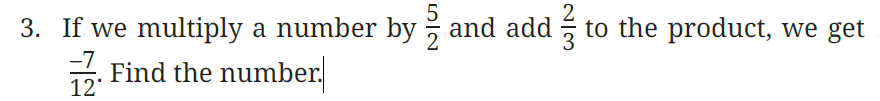 3. If we multiply a number by 5/2 and add 2/3 to the product, we get
-7/12. Find the number.